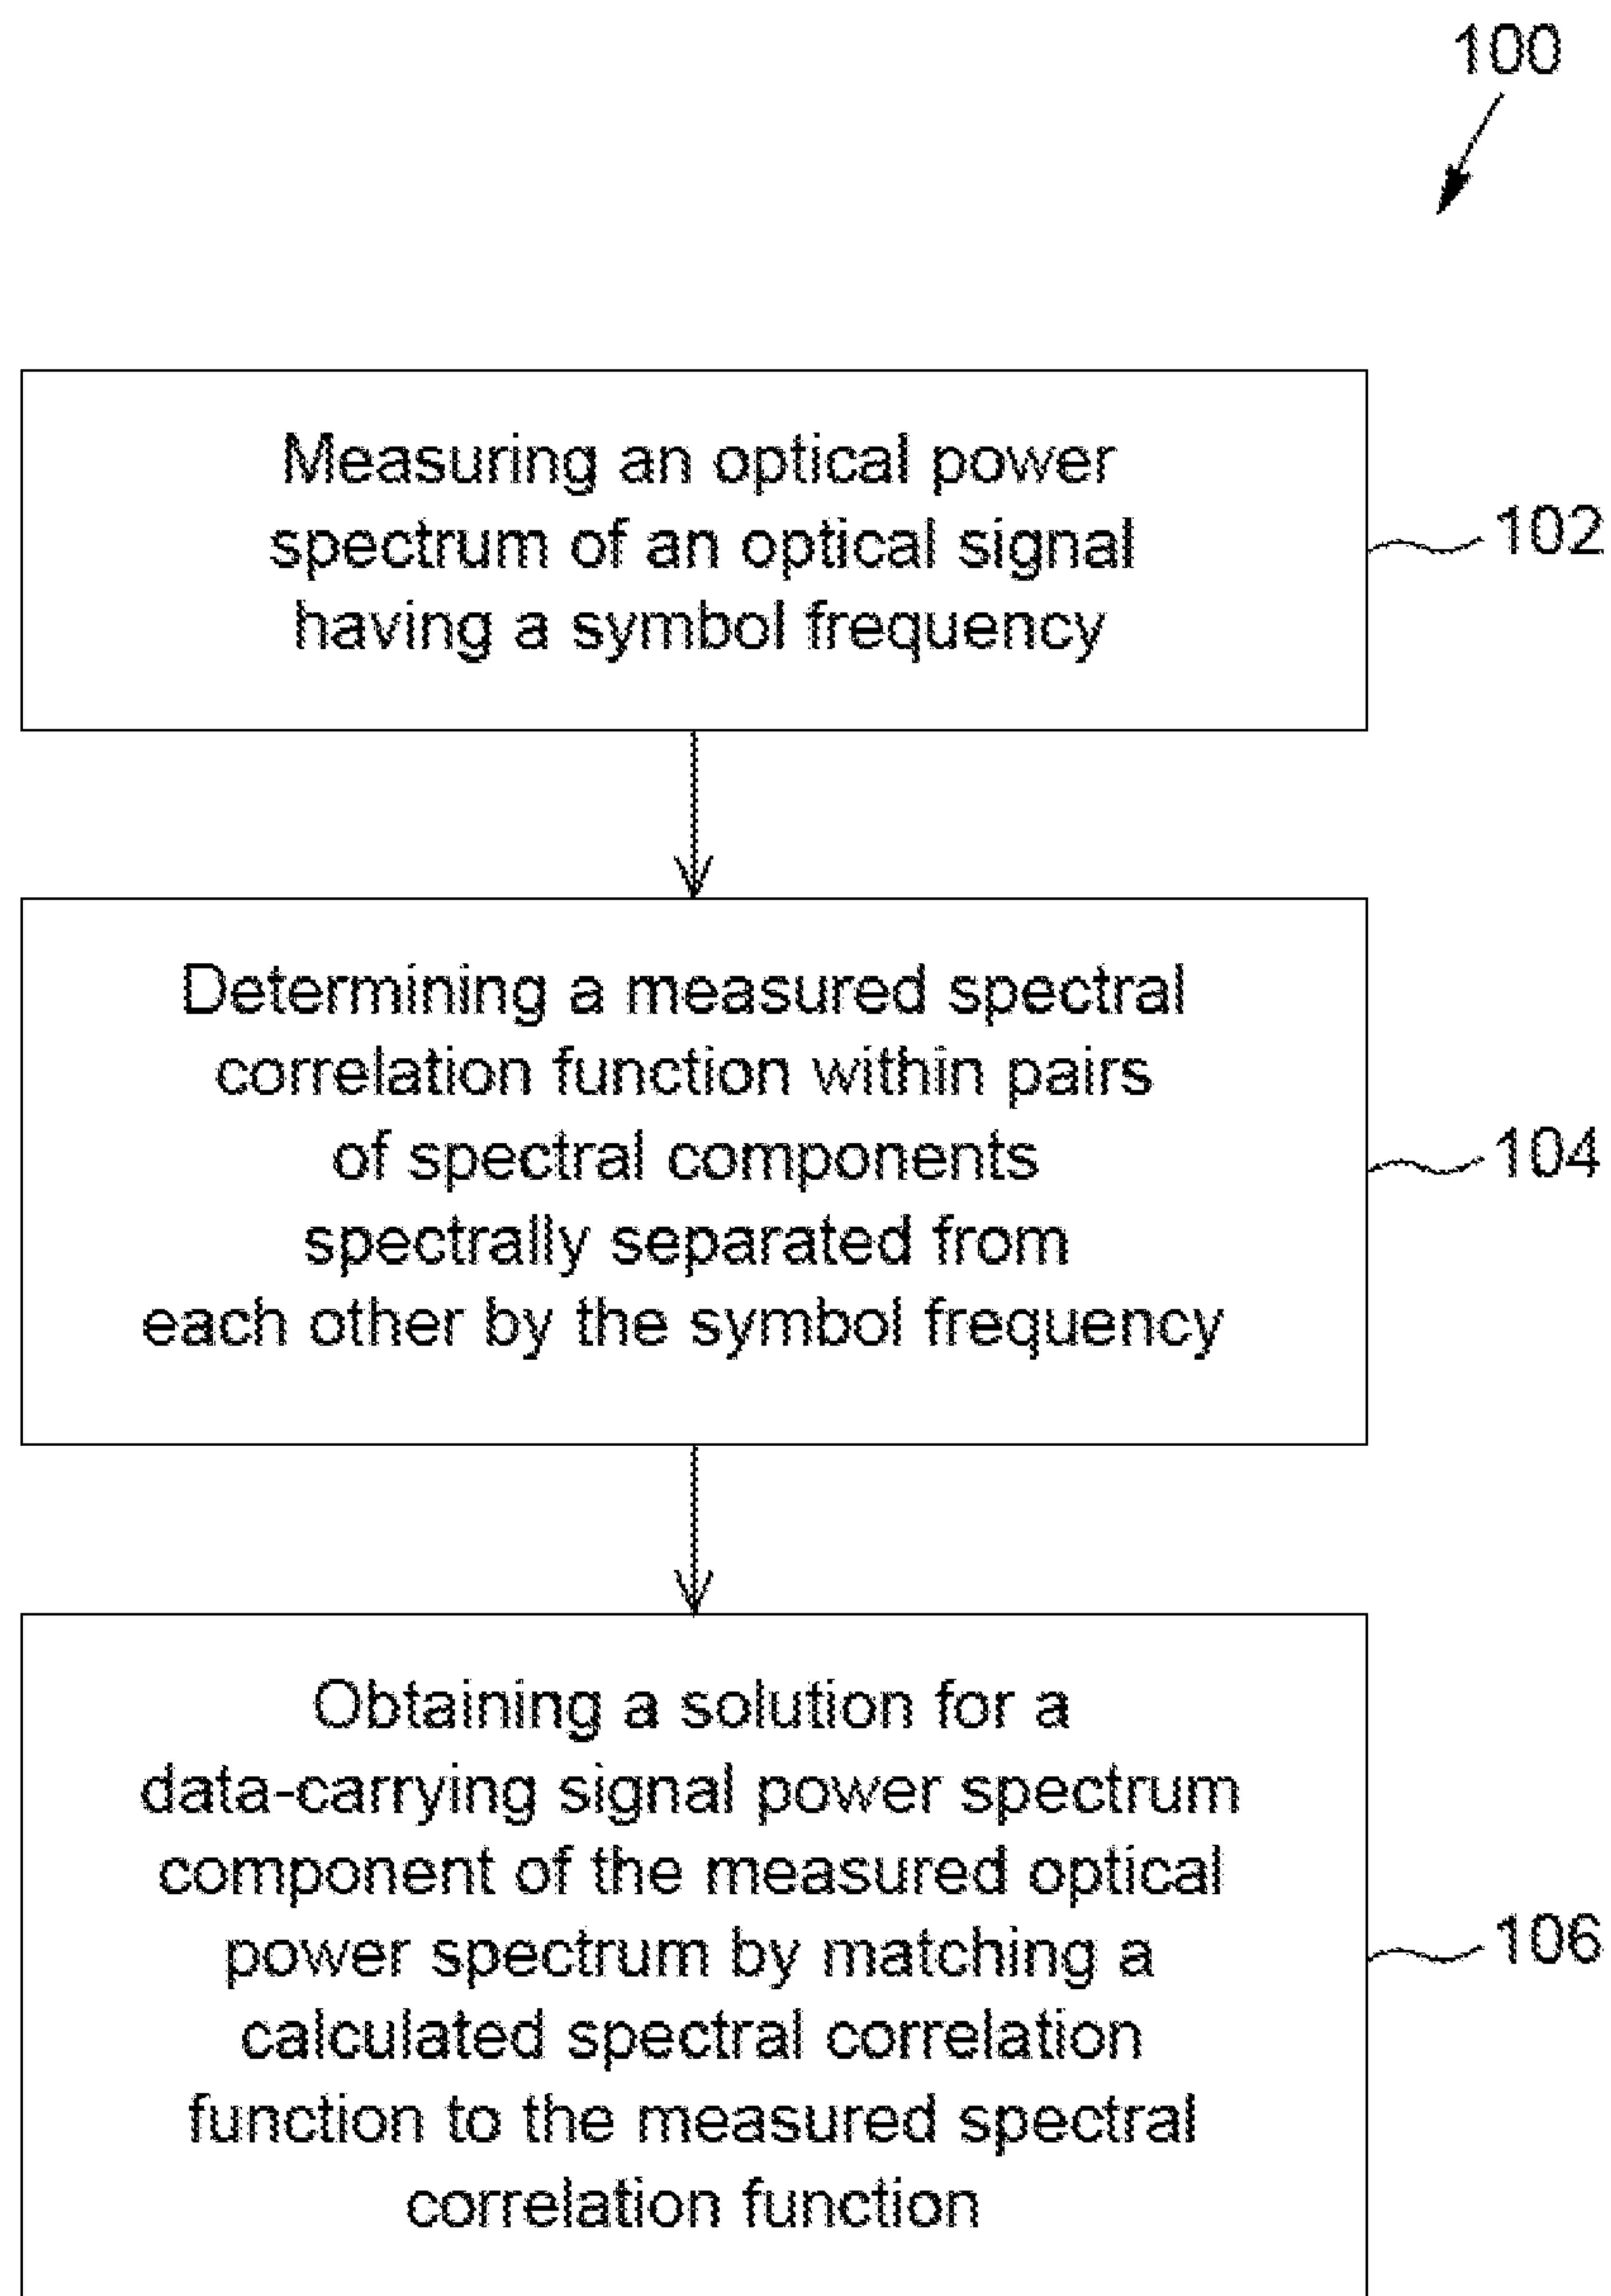 100
Measuring an optical power
spectrum of an optical signal
having a symbol frequency
102
Determining a measured spectral
correlation function within pairs
of spectral components
spectrally separated from
each other by the symbol frequency
104
Obtaining a solution for a
data-carrying signal power spectrum
component of the measured optical
power spectrum by matching a
calculated spectral correlation
function to the measured spectral
correlation function
106